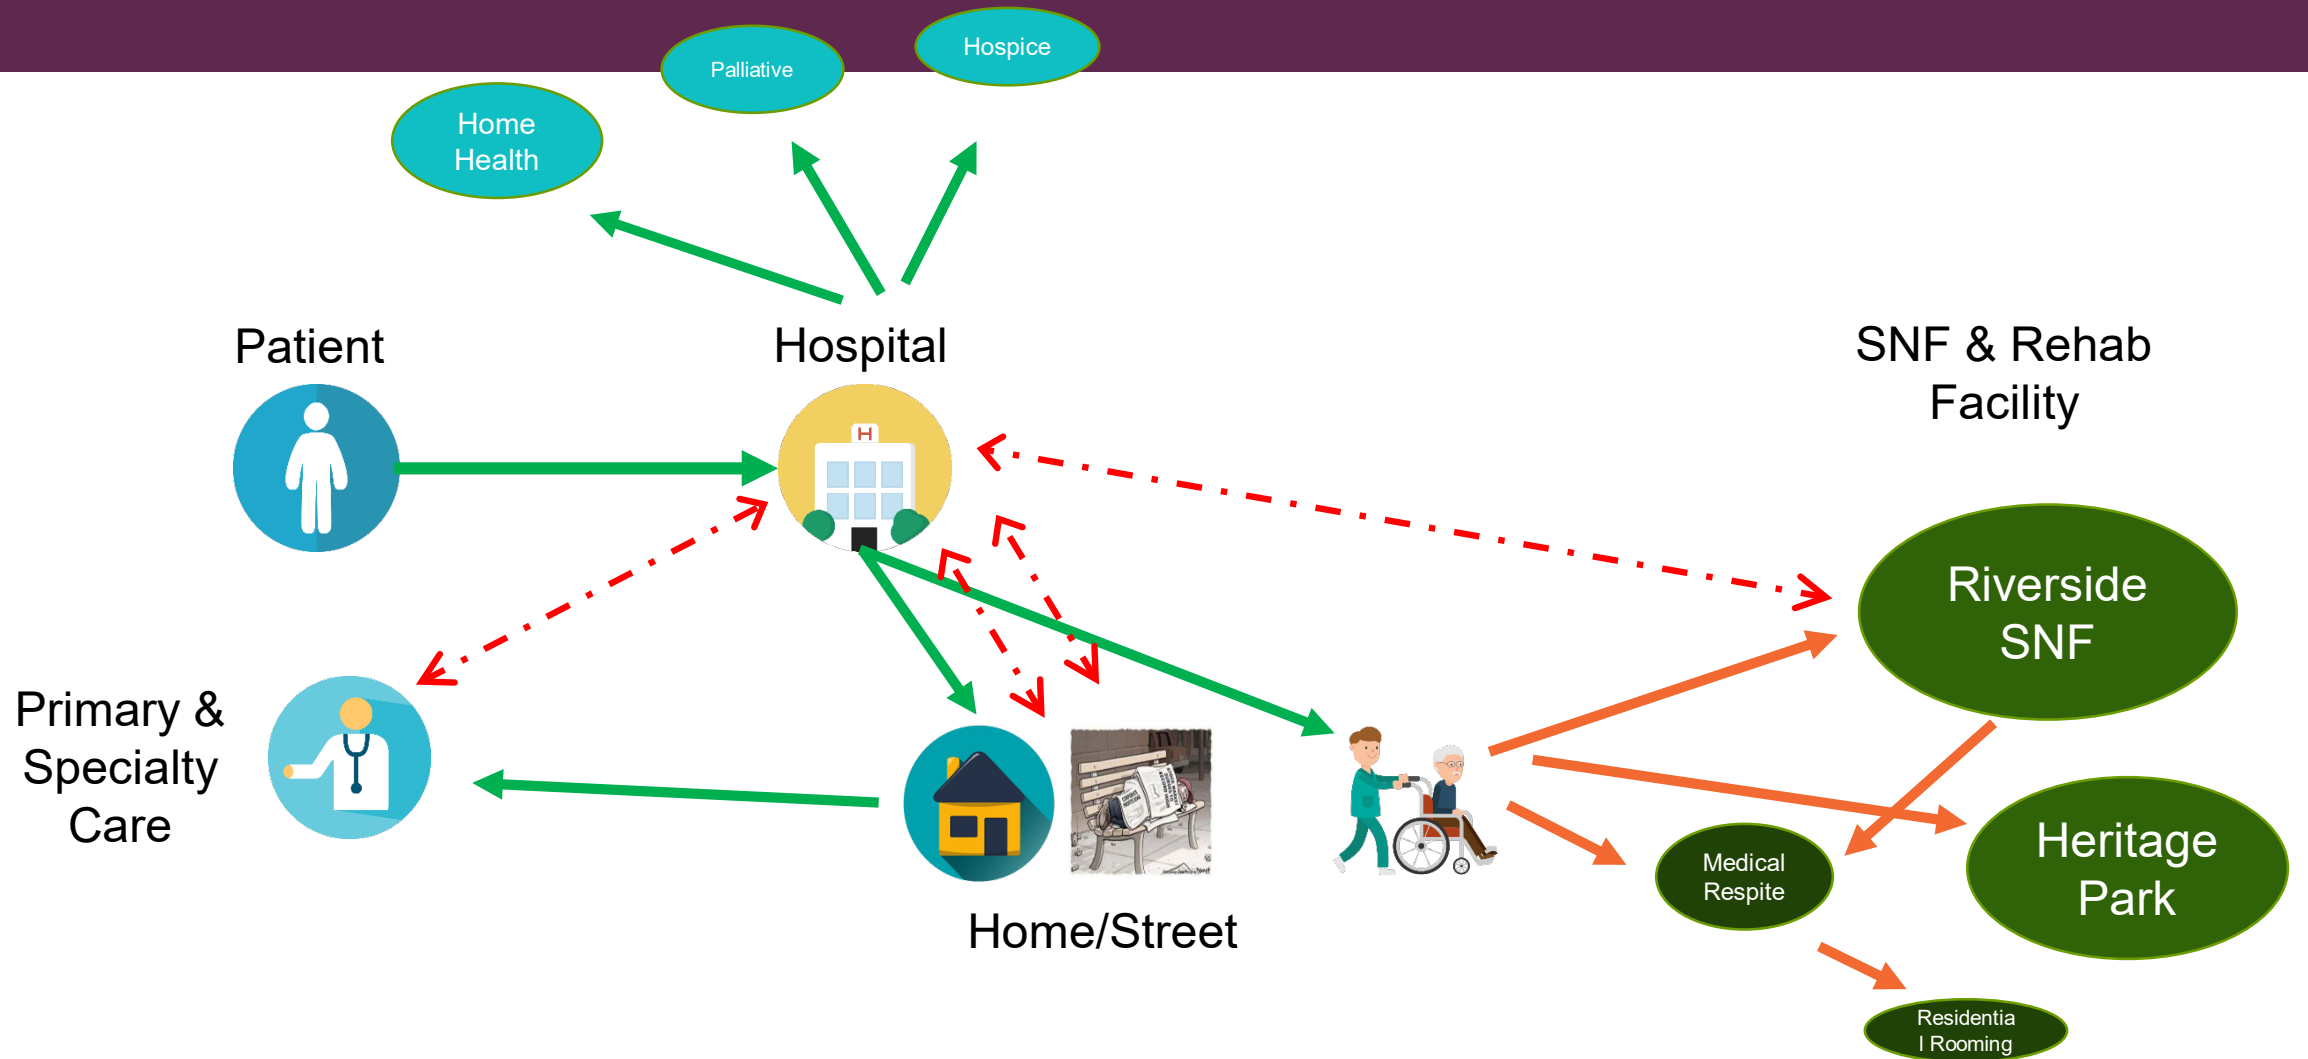 Hospice
Palliative
Home
Health
Patient
Hospital
SNF & Rehab
Facility
H
Riverside
SNF
Primary &
Specialty
Care
Heritage
Park
Medical
Respite
Home/Street
Residentia
l Rooming